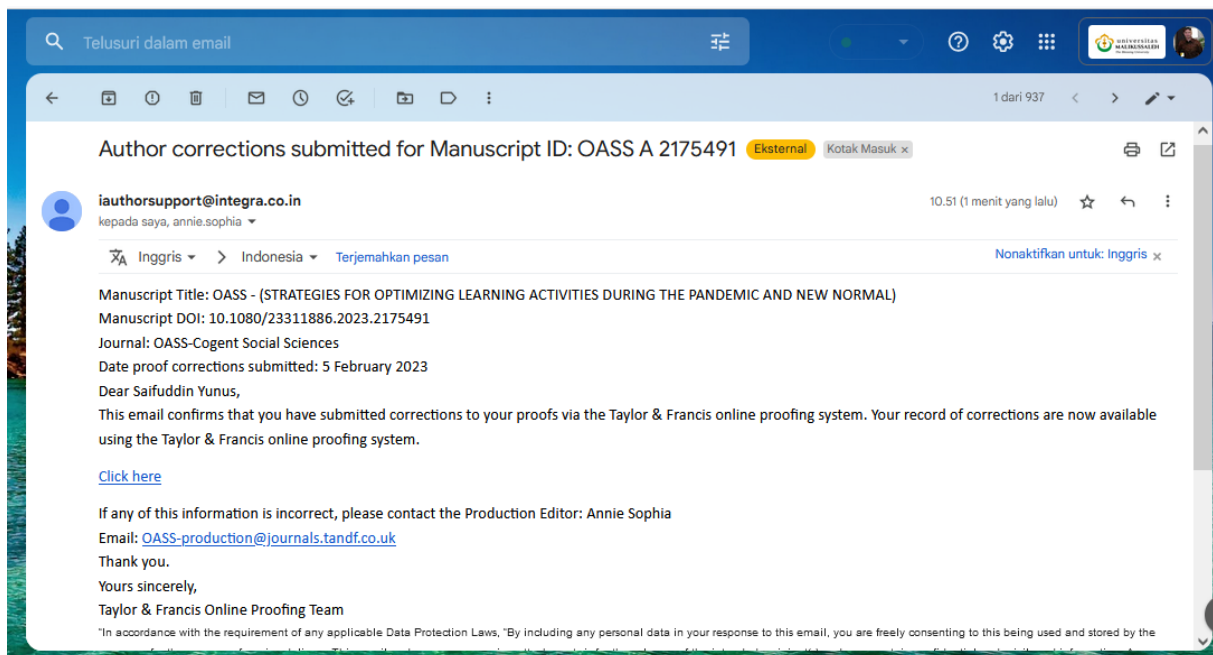 Telusuri dalam email
universitas
MALIKUSSALEH
1 dari 937
Author corrections submitted for Manuscript ID: OASS A 2175491 Eksternal Kotak Masuk ×
iauthorsupport@integra.co.in 10.51 (1 menit yang lalu)
kepada saya, annie.sophia
Inggris > Indonesia Terjemahkan pesan Nonaktifkan untuk: Inggris ×
Manuscript Title: OASS - (STRATEGIES FOR OPTIMIZING LEARNING ACTIVITIES DURING THE PANDEMIC AND NEW NORMAL)
Manuscript DOI: 10.1080/23311886.2023.2175491
Journal: OASS-Cogent Social Sciences
Date proof corrections submitted: 5 February 2023
Dear Saifuddin Yunus,
This email confirms that you have submitted corrections to your proofs via the Taylor & Francis online proofing system. Your record of corrections are now available
using the Taylor & Francis online proofing system.
Click here
If any of this information is incorrect, please contact the Production Editor: Annie Sophia
Email: OASS-production@journals.tandf.co.uk
Thank you.
Yours sincerely,
Taylor & Francis Online Proofing Team
"In accordance with the requirement of any applicable Data Protection Laws, "By including any personal data in your response to this email, you are freely consenting to this being used and stored by the